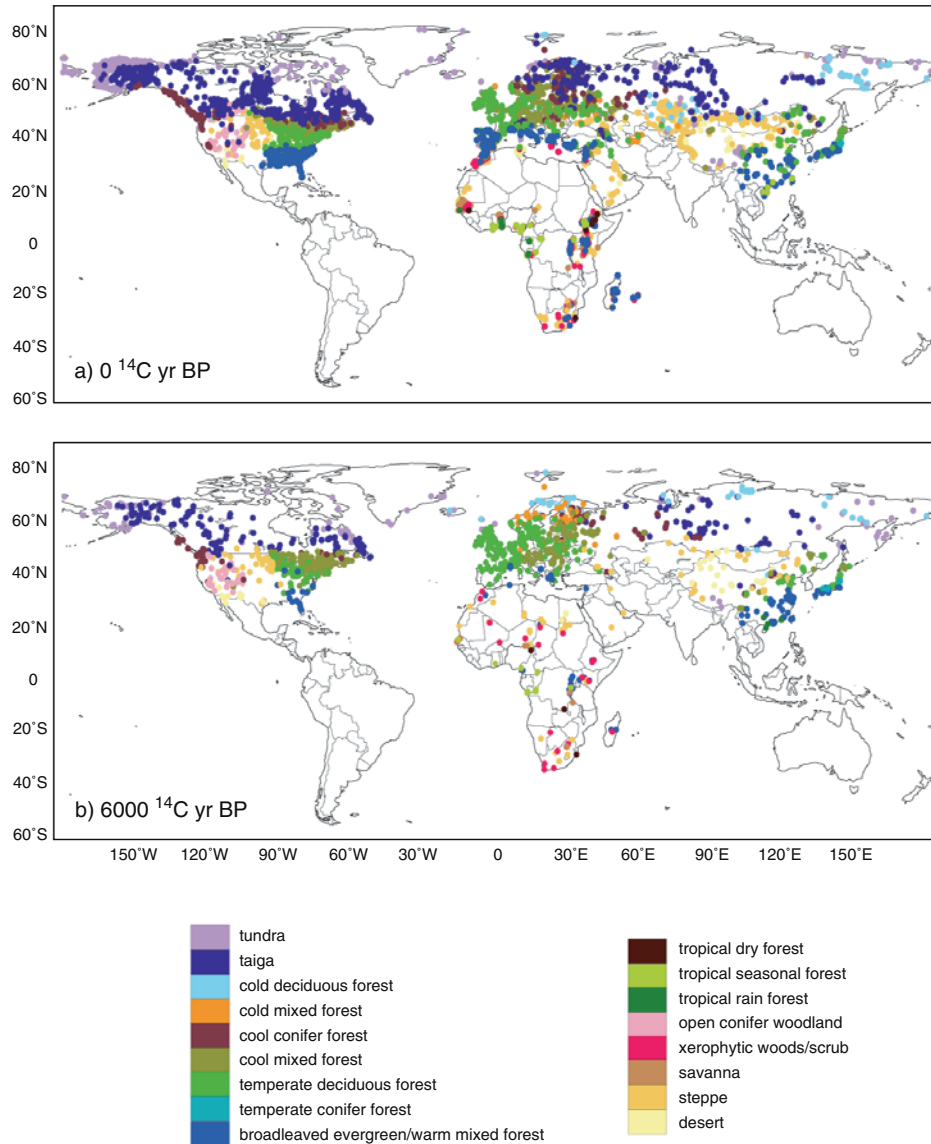 80˚N
60˚N
40˚N
20˚N
0
20˚S
40˚S
60˚S
a) 0 ¹⁴C yr BP
80˚N
60˚N
40˚N
20˚N
0
20˚S
40˚S
60˚S
b) 6000 ¹⁴C yr BP
150˚W 120˚W 90˚W 60˚W 30˚W 0 30˚E 60˚E 90˚E 120˚E 150˚E
tundra
taiga
cold deciduous forest
cold mixed forest
cool conifer forest
cool mixed forest
temperate deciduous forest
temperate conifer forest
broadleaved evergreen/warm mixed forest
tropical dry forest
tropical seasonal forest
tropical rain forest
open conifer woodland
xerophytic woods/scrub
savanna
steppe
desert